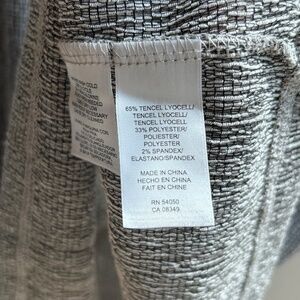 COLD
65% TENCEL LYOCELL/
TENCEL LYOCELL/
TENCEL LYOCELL
33% POLYESTER/
POLIESTER/
POLYESTER
2% SPANDEX/
ELASTANO/SPANDEX
MADE IN CHINA
HECHO EN CHINA
FAIT EN CHINE
RN 54050
CA 08349